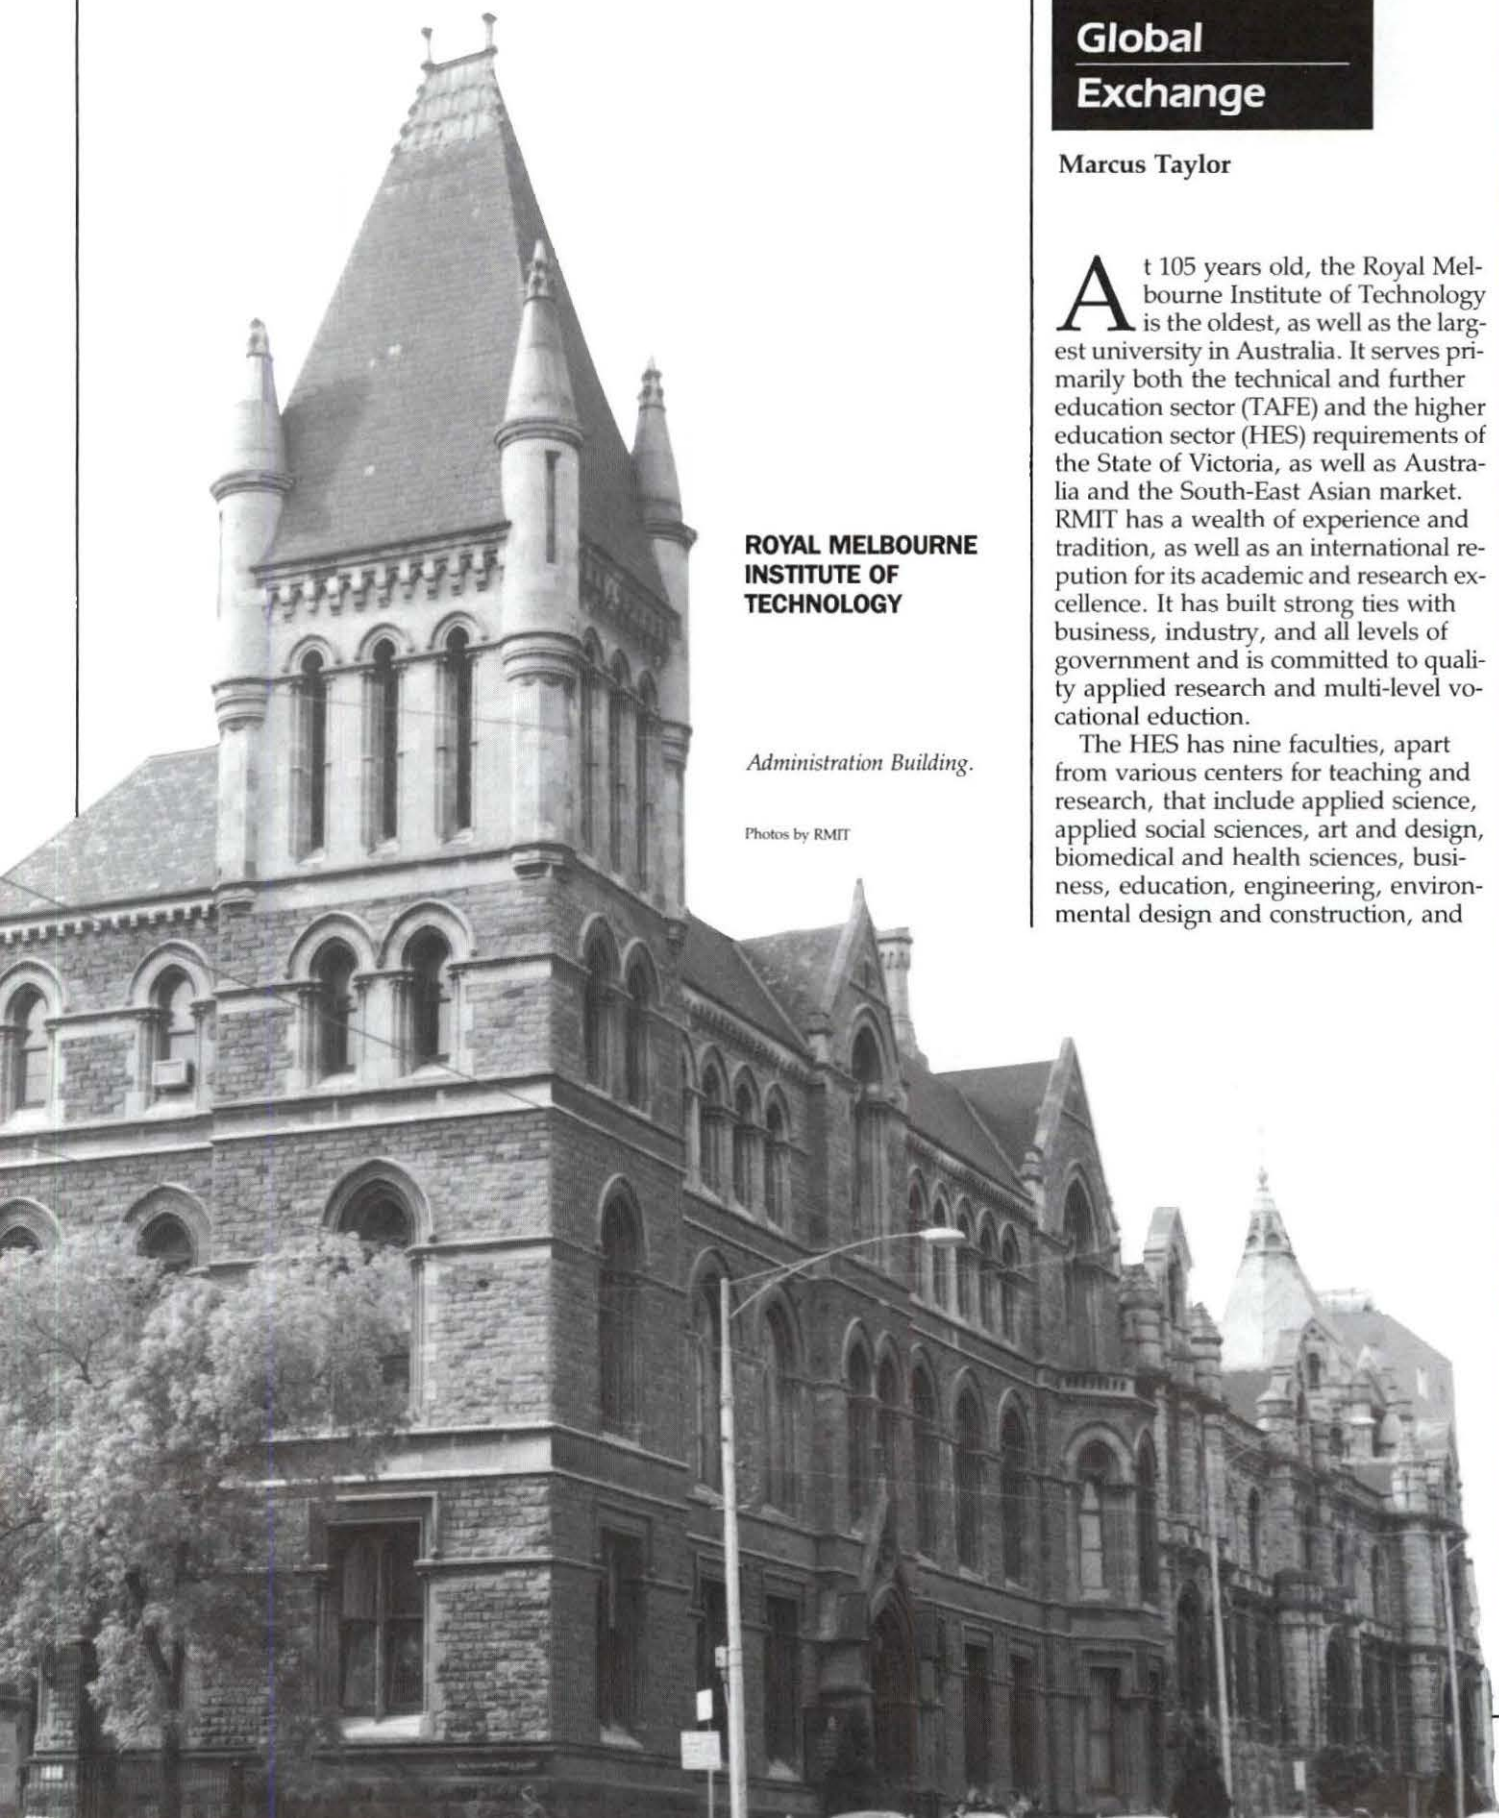 Global
Exchange
Marcus Taylor
At 105 years old, the Royal Mel-
bourne Institute of Technology
is the oldest, as well as the larg-
est university in Australia. It serves pri-
marily both the technical and further
education sector (TAFE) and the higher
education sector (HES) requirements of
the State of Victoria, as well as Austra-
lia and the South-East Asian market.
RMIT has a wealth of experience and
tradition, as well as an international re-
pution for its academic and research ex-
cellence. It has built strong ties with
business, industry, and all levels of
government and is committed to quali-
ty applied research and multi-level vo-
cational eduction.
The HES has nine faculties, apart
from various centers for teaching and
research, that include applied science,
applied social sciences, art and design,
biomedical and health sciences, busi-
ness, education, engineering, environ-
mental design and construction, and
ROYAL MELBOURNE
INSTITUTE OF
TECHNOLOGY
Administration Building.
Photos by RMIT